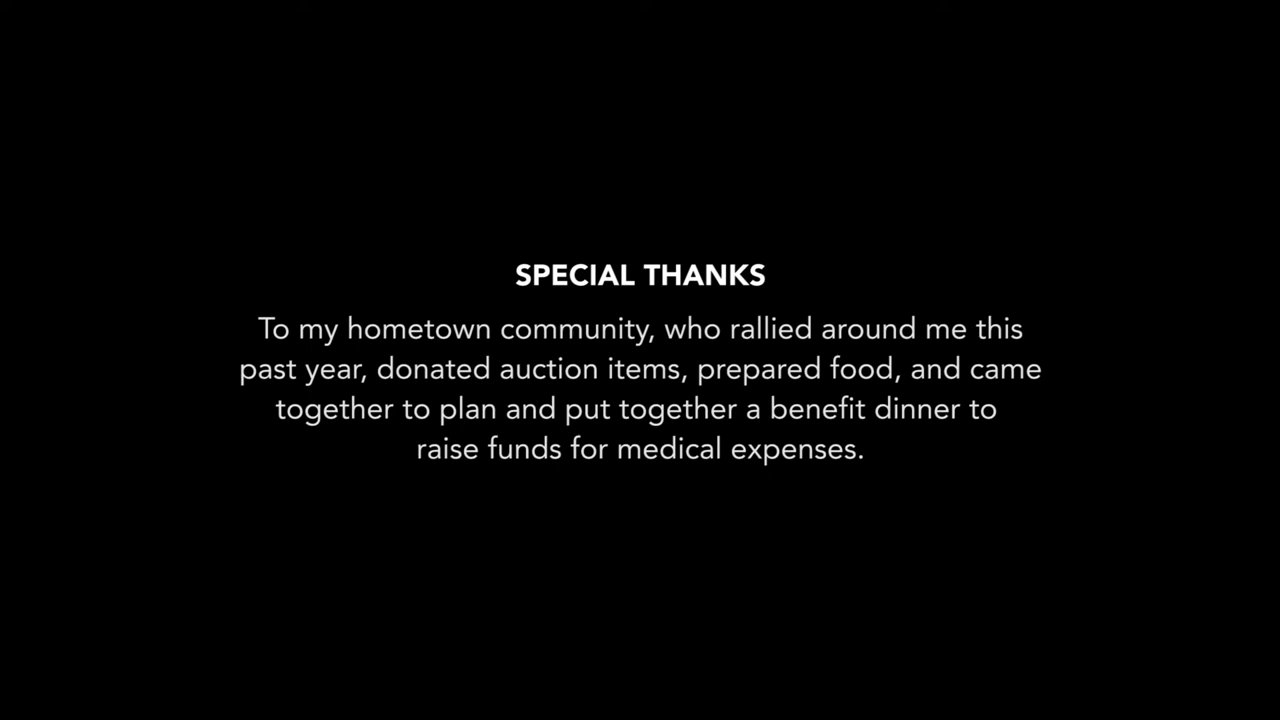 SPECIAL THANKS
To my hometown community, who rallied around me this
past year, donated auction items, prepared food, and came
together to plan and put together a benefit dinner to
raise funds for medical expenses.